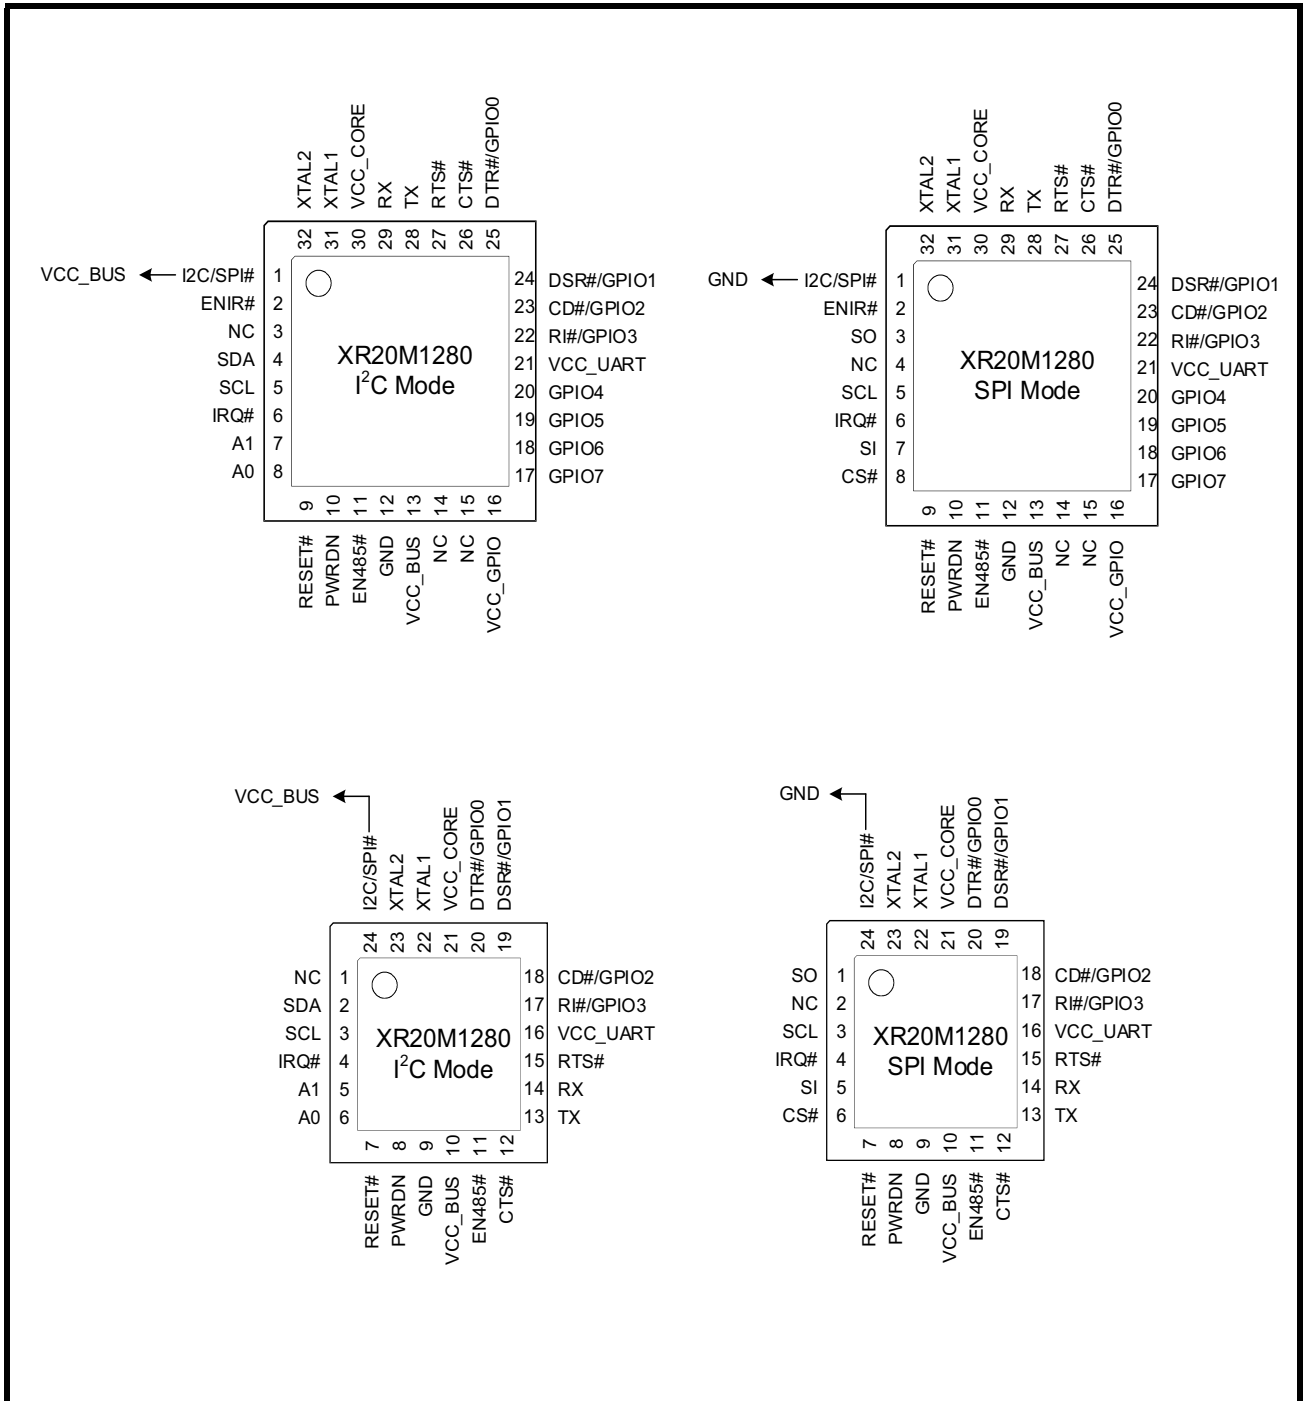 XTAL2
XTAL1
VCC_CORE
RX
TX
RTS#
CTS#
DTR#/GPIO0
32 31 30 29 28 27 26 25
VCC_BUS I2C/SPI# 1
ENIR# 2
NC 3
SDA 4
SCL 5
IRQ# 6
A1 7
A0 8
XR20M1280
I²C Mode
24 DSR#/GPIO1
23 CD#/GPIO2
22 RI#/GPIO3
21 VCC_UART
20 GPIO4
19 GPIO5
18 GPIO6
17 GPIO7
9 10 11 12 13 14 15 16
RESET#
PWRDN
EN485#
GND
VCC_BUS
NC
NC
VCC_GPIO
XTAL2
XTAL1
VCC_CORE
RX
TX
RTS#
CTS#
DTR#/GPIO0
32 31 30 29 28 27 26 25
GND I2C/SPI# 1
ENIR# 2
SO 3
NC 4
SCL 5
IRQ# 6
SI 7
CS# 8
XR20M1280
SPI Mode
24 DSR#/GPIO1
23 CD#/GPIO2
22 RI#/GPIO3
21 VCC_UART
20 GPIO4
19 GPIO5
18 GPIO6
17 GPIO7
9 10 11 12 13 14 15 16
RESET#
PWRDN
EN485#
GND
VCC_BUS
NC
NC
VCC_GPIO
VCC_BUS
I2C/SPI#
XTAL2
XTAL1
VCC_CORE
DTR#/GPIO0
DSR#/GPIO1
24 23 22 21 20 19
NC 1
SDA 2
SCL 3
IRQ# 4
A1 5
A0 6
XR20M1280
I²C Mode
18 CD#/GPIO2
17 RI#/GPIO3
16 VCC_UART
15 RTS#
14 RX
13 TX
7 8 9 10 11 12
RESET#
PWRDN
GND
VCC_BUS
EN485#
CTS#
GND
I2C/SPI#
XTAL2
XTAL1
VCC_CORE
DTR#/GPIO0
DSR#/GPIO1
24 23 22 21 20 19
SO 1
NC 2
SCL 3
IRQ# 4
SI 5
CS# 6
XR20M1280
SPI Mode
18 CD#/GPIO2
17 RI#/GPIO3
16 VCC_UART
15 RTS#
14 RX
13 TX
7 8 9 10 11 12
RESET#
PWRDN
GND
VCC_BUS
EN485#
CTS#